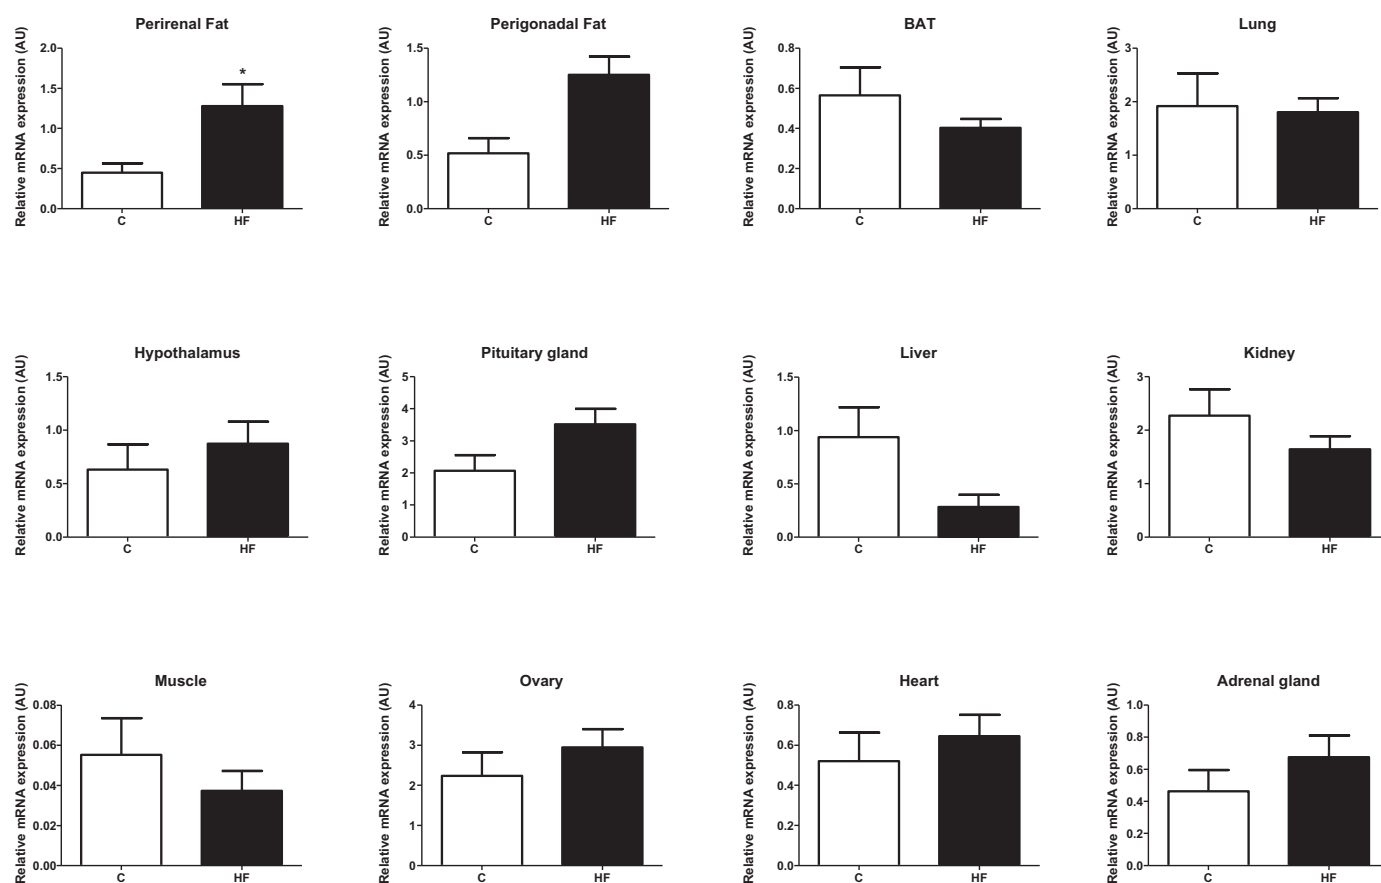 Perirenal Fat
Relative mRNA expression (AU)
2.0
1.5
*
1.0
0.5
0.0
C
HF
Perigonadal Fat
Relative mRNA expression (AU)
1.5
1.0
0.5
0.0
C
HF
BAT
Relative mRNA expression (AU)
0.8
0.6
0.4
0.2
0.0
C
HF
Lung
Relative mRNA expression (AU)
3
2
1
0
C
HF
Hypothalamus
Relative mRNA expression (AU)
1.5
1.0
0.5
0.0
C
HF
Pituitary gland
Relative mRNA expression (AU)
5
4
3
2
1
0
C
HF
Liver
Relative mRNA expression (AU)
1.5
1.0
0.5
0.0
C
HF
Kidney
Relative mRNA expression (AU)
3
2
1
0
C
HF
Muscle
Relative mRNA expression (AU)
0.08
0.06
0.04
0.02
0.00
C
HF
Ovary
Relative mRNA expression (AU)
4
3
2
1
0
C
HF
Heart
Relative mRNA expression (AU)
0.8
0.6
0.4
0.2
0.0
C
HF
Adrenal gland
Relative mRNA expression (AU)
1.0
0.8
0.6
0.4
0.2
0.0
C
HF